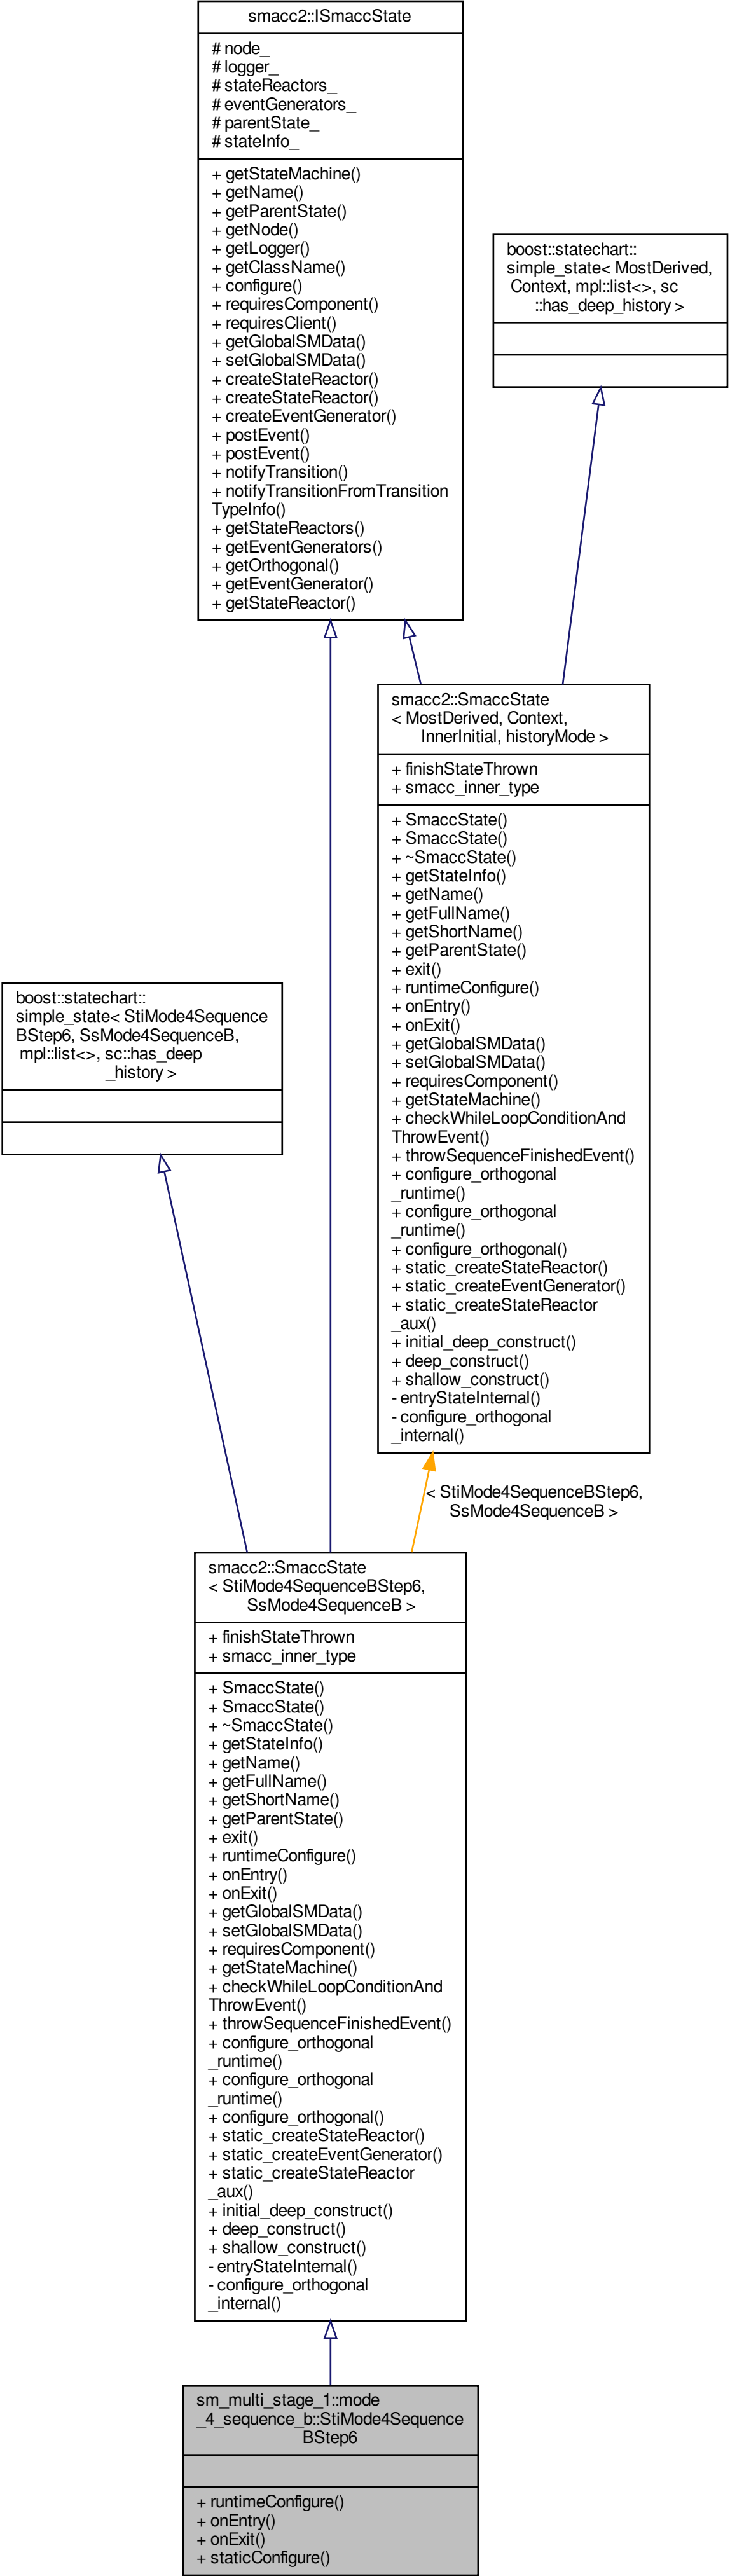 smacc2::ISmaccState
# node_
# logger_
# stateReactors_
# eventGenerators_
# parentState_
# stateInfo_
+ getStateMachine()
+ getName()
+ getParentState()
+ getNode()
+ getLogger()
+ getClassName()
+ configure()
+ requiresComponent()
+ requiresClient()
+ getGlobalSMData()
+ setGlobalSMData()
+ createStateReactor()
+ createStateReactor()
+ createEventGenerator()
+ postEvent()
+ postEvent()
+ notifyTransition()
+ notifyTransitionFromTransition
TypeInfo()
+ getStateReactors()
+ getEventGenerators()
+ getOrthogonal()
+ getEventGenerator()
+ getStateReactor()
boost::statechart::
simple_state< MostDerived,
Context, mpl::list<>, sc
::has_deep_history >
smacc2::SmaccState
< MostDerived, Context,
InnerInitial, historyMode >
+ finishStateThrown
+ smacc_inner_type
+ SmaccState()
+ SmaccState()
+ ~SmaccState()
+ getStateInfo()
+ getName()
+ getFullName()
+ getShortName()
+ getParentState()
+ exit()
+ runtimeConfigure()
+ onEntry()
+ onExit()
+ getGlobalSMData()
+ setGlobalSMData()
+ requiresComponent()
+ getStateMachine()
+ checkWhileLoopConditionAnd
ThrowEvent()
+ throwSequenceFinishedEvent()
+ configure_orthogonal
_runtime()
+ configure_orthogonal
_runtime()
+ configure_orthogonal()
+ static_createStateReactor()
+ static_createEventGenerator()
+ static_createStateReactor
_aux()
+ initial_deep_construct()
+ deep_construct()
+ shallow_construct()
- entryStateInternal()
- configure_orthogonal
_internal()
boost::statechart::
simple_state< StiMode4Sequence
BStep6, SsMode4SequenceB,
mpl::list<>, sc::has_deep
_history >
< StiMode4SequenceBStep6,
SsMode4SequenceB >
smacc2::SmaccState
< StiMode4SequenceBStep6,
SsMode4SequenceB >
+ finishStateThrown
+ smacc_inner_type
+ SmaccState()
+ SmaccState()
+ ~SmaccState()
+ getStateInfo()
+ getName()
+ getFullName()
+ getShortName()
+ getParentState()
+ exit()
+ runtimeConfigure()
+ onEntry()
+ onExit()
+ getGlobalSMData()
+ setGlobalSMData()
+ requiresComponent()
+ getStateMachine()
+ checkWhileLoopConditionAnd
ThrowEvent()
+ throwSequenceFinishedEvent()
+ configure_orthogonal
_runtime()
+ configure_orthogonal
_runtime()
+ configure_orthogonal()
+ static_createStateReactor()
+ static_createEventGenerator()
+ static_createStateReactor
_aux()
+ initial_deep_construct()
+ deep_construct()
+ shallow_construct()
- entryStateInternal()
- configure_orthogonal
_internal()
sm_multi_stage_1::mode
_4_sequence_b::StiMode4Sequence
BStep6
+ runtimeConfigure()
+ onEntry()
+ onExit()
+ staticConfigure()